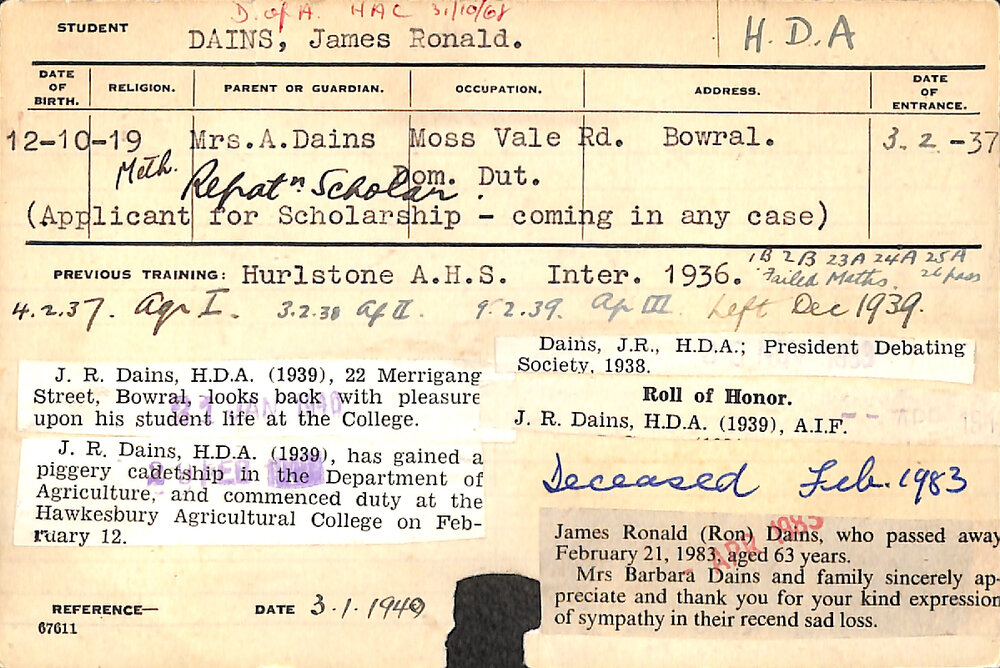 D. of A. HAC 31/10/68
STUDENT DAINS, James Ronald. H.D.A
DATE OF BIRTH. RELIGION. PARENT OR GUARDIAN. OCCUPATION. ADDRESS. DATE OF ENTRANCE.
12-10-19 Mrs.A.Dains Moss Vale Rd. Bowral. 3.2.-37
Meth. Repatn Scholar. Dom. Dut.
(Applicant for Scholarship - coming in any case)
PREVIOUS TRAINING: Hurlstone A.H.S. Inter. 1936. 1B 2B 23A 24A 25A
Failed Maths. 26 pass
4.2.37. Agr I. 3.2.38 Ag II. 9.2.39. Ag III. Left Dec 1939.
J. R. Dains, H.D.A. (1939), 22 Merrigang
Street, Bowral, looks back with pleasure
upon his student life at the College.
J. R. Dains, H.D.A. (1939), has gained a
piggery cadetship in the Department of
Agriculture, and commenced duty at the
Hawkesbury Agricultural College on Feb-
ruary 12.
Dains, J.R., H.D.A.; President Debating
Society, 1938.
Roll of Honor.
J. R. Dains, H.D.A. (1939), A.I.F.
Deceased Feb. 1983
APR 1983
James Ronald (Ron) Dains, who passed away
February 21, 1983, aged 63 years.
Mrs Barbara Dains and family sincerely ap-
preciate and thank you for your kind expression
of sympathy in their recend sad loss.
REFERENCE— DATE 3.1.1940
67611